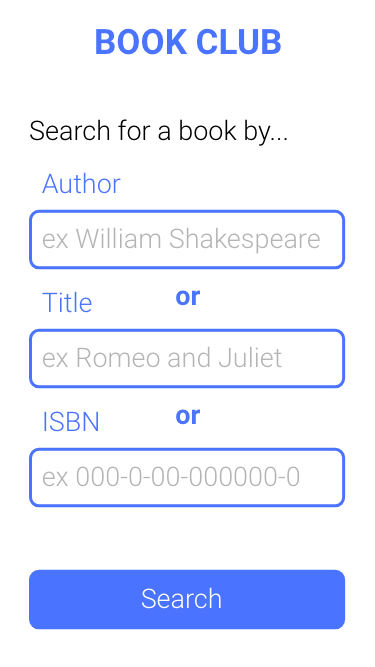 BOOK CLUB
Search for a book by...
Author
ex William Shakespeare
or
Title
ex Romeo and Juliet
or
ISBN
ex 000-0-00-000000-0
Search